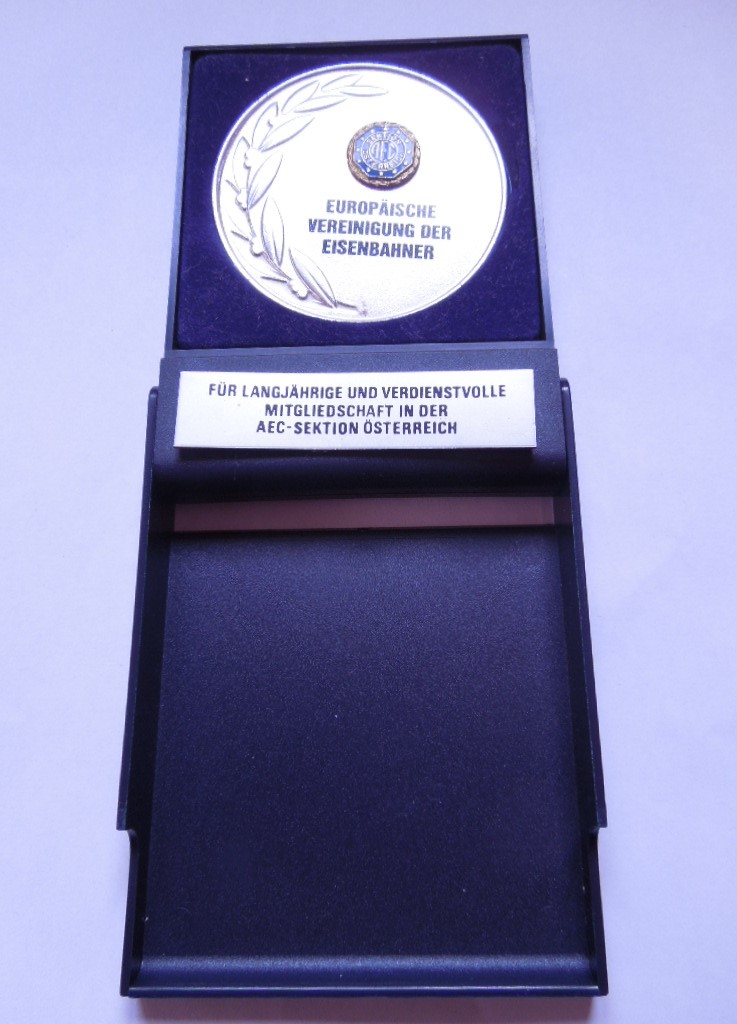 EUROPÄISCHE
VEREINIGUNG DER
EISENBAHNER
FÜR LANGJÄHRIGE UND VERDIENSTVOLLE
MITGLIEDSCHAFT IN DER
AEC-SEKTION ÖSTERREICH